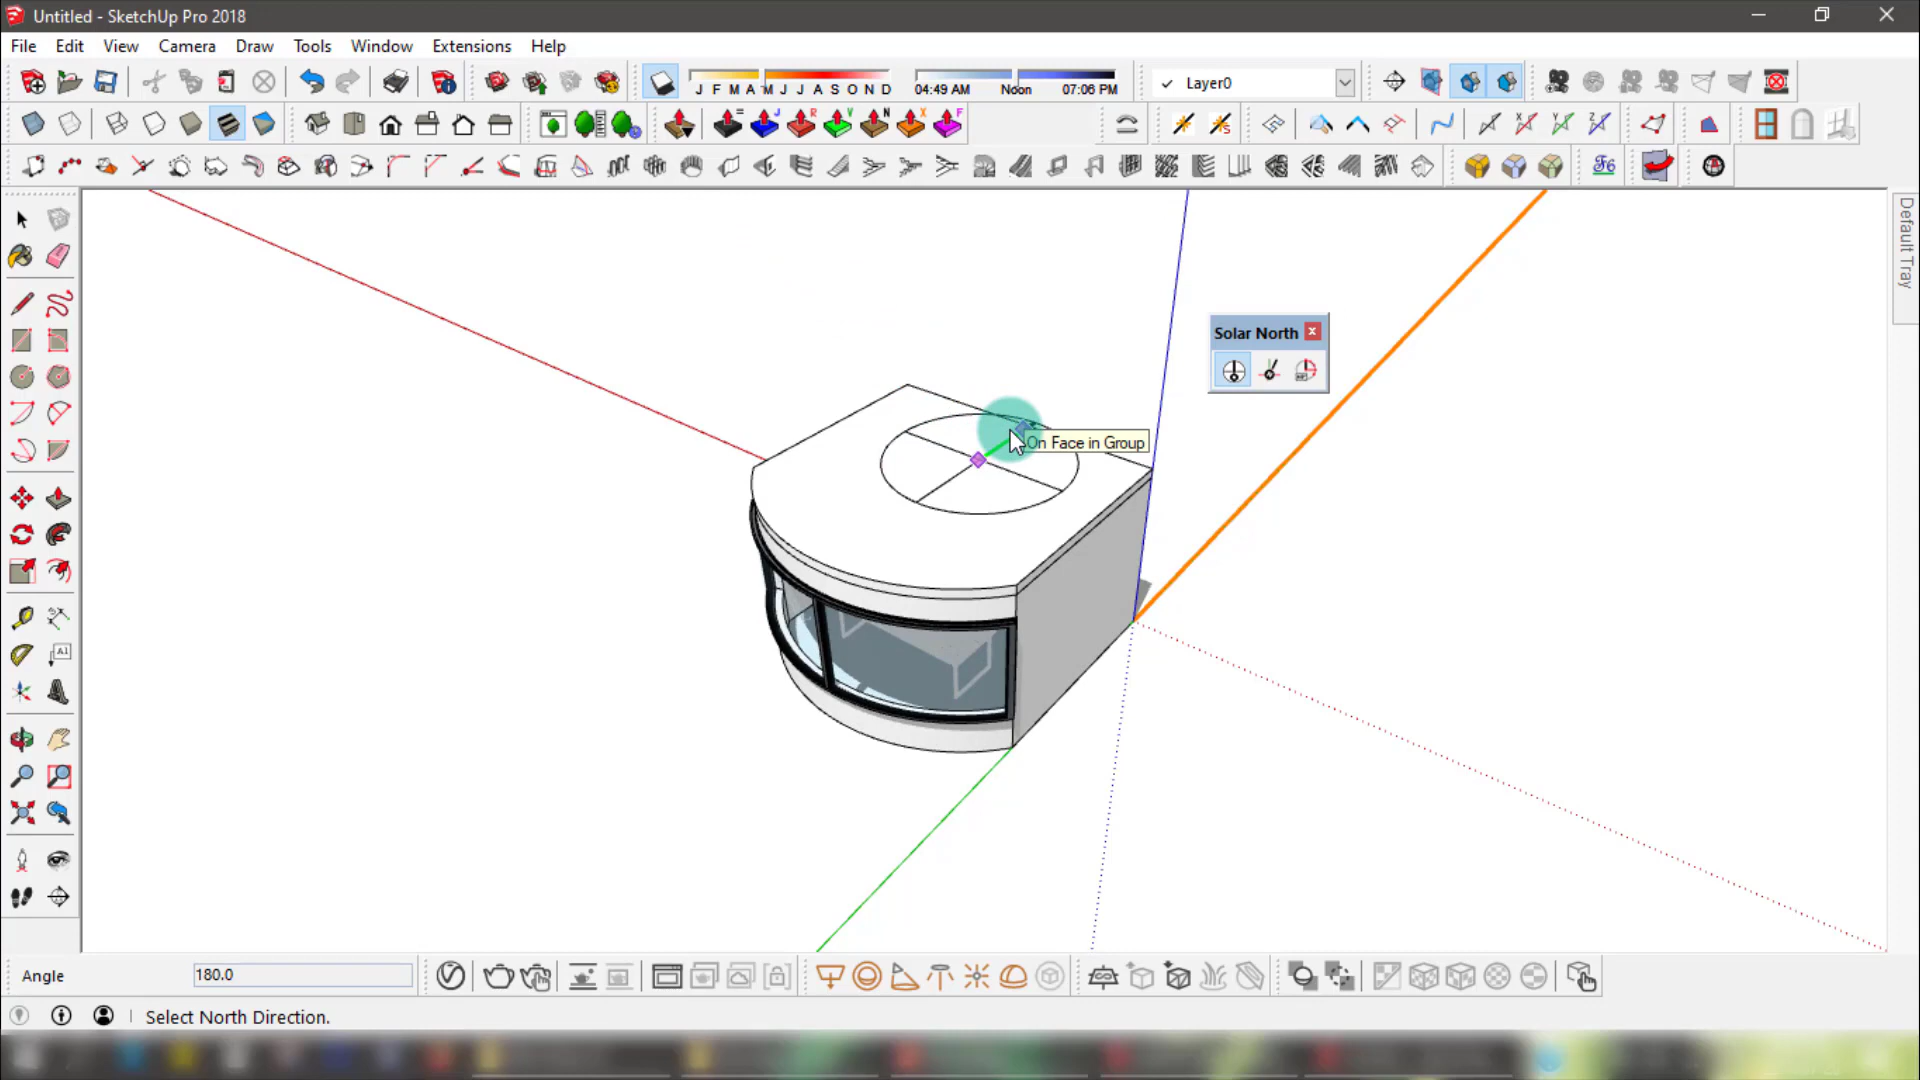 Untitled - SketchUp Pro 2018
File Edit View Camera Draw Tools Window Extensions Help
J F M A M J J A S O N D
04:49 AM Noon 07:06 PM
Layer0
Default Tray
Solar North
On Face in Group
Angle 180.0
Select North Direction.